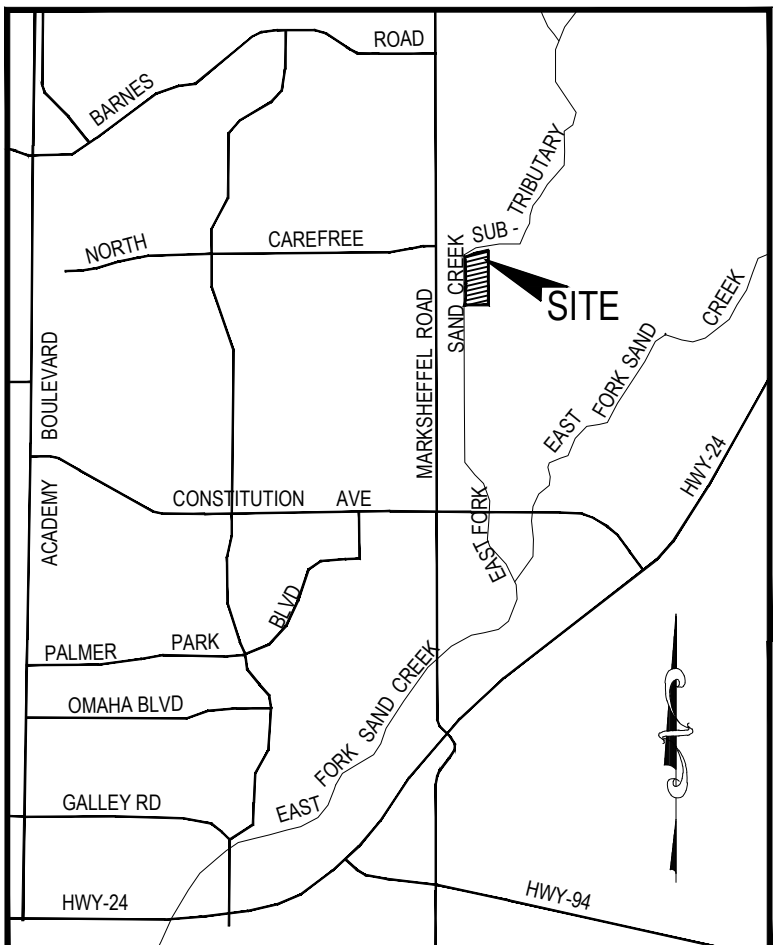 BARNES ROAD
SUB - TRIBUTARY
NORTH CAREFREE
SITE
SAND CREEK
EAST FORK
MARKSHEFFEL ROAD
EAST FORK SAND CREEK
ACADEMY BOULEVARD
HWY-24
CONSTITUTION AVE
PALMER PARK BLVD
OMAHA BLVD
EAST FORK SAND CREEK
GALLEY RD
HWY-24
HWY-94